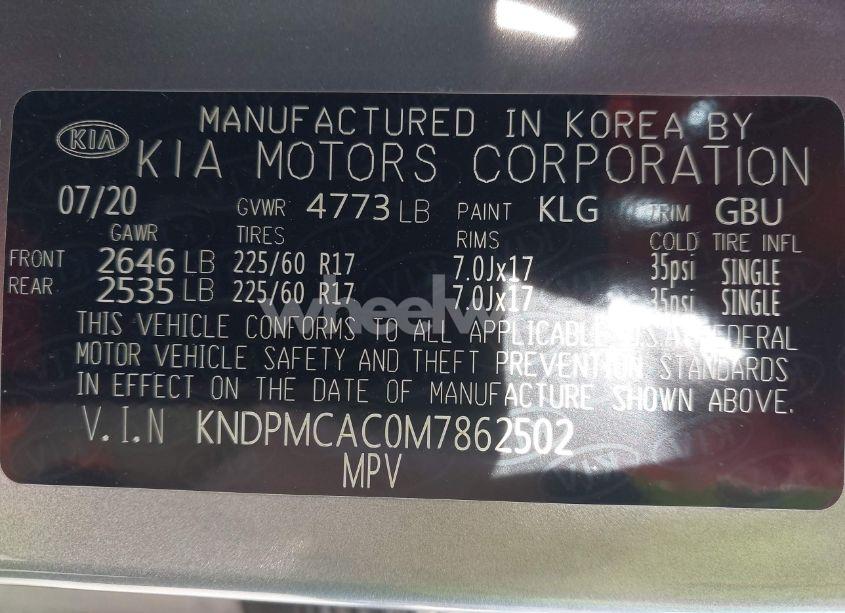 MANUFACTURED IN KOREA BY
KIA KIA MOTORS CORPORATION
07/20 GVWR 4773 LB PAINT KLG TRIM GBU
GAWR TIRES RIMS COLD TIRE INFL
FRONT 2646 LB 225/60 R17 7.0Jx17 35psi SINGLE
REAR 2535 LB 225/60 R17 7.0Jx17 35psi SINGLE
THIS VEHICLE CONFORMS TO ALL APPLICABLE U.S.A. FEDERAL
MOTOR VEHICLE SAFETY AND THEFT PREVENTION STANDARDS
IN EFFECT ON THE DATE OF MANUFACTURE SHOWN ABOVE.
V.I.N KNDPMCAC0M7862502
MPV